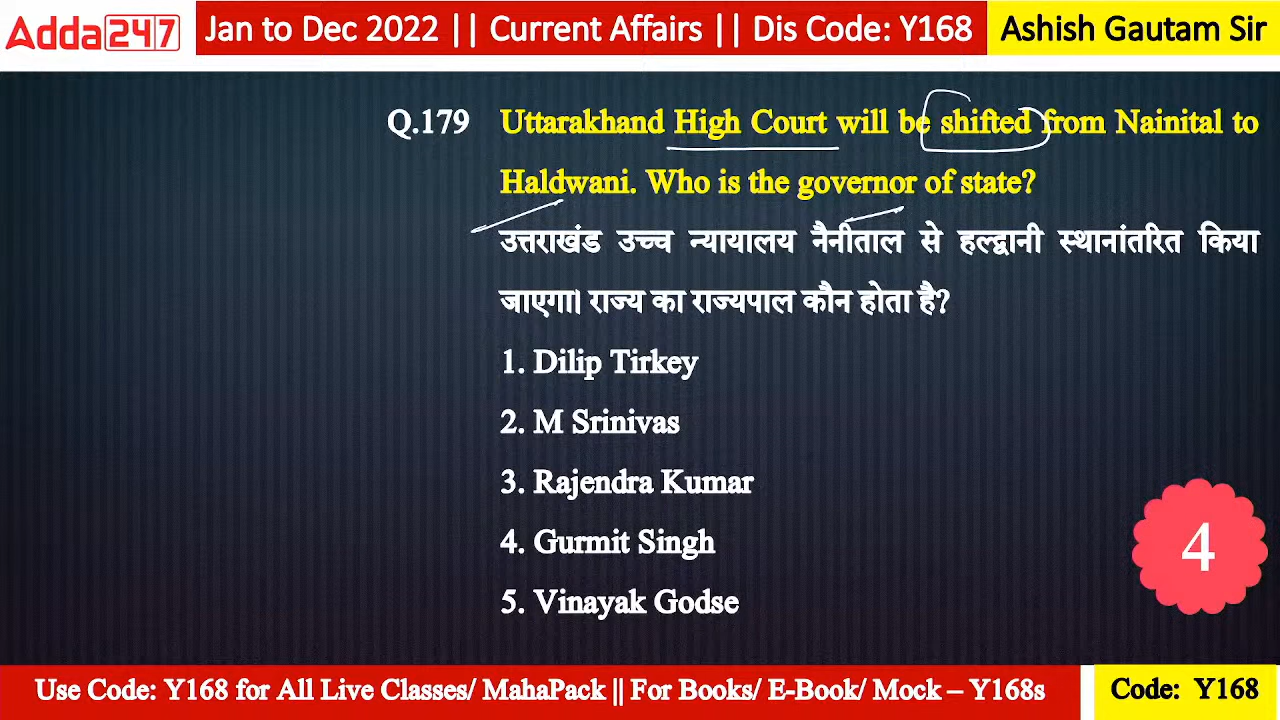 Adda247 Jan to Dec 2022 || Current Affairs || Dis Code: Y168 Ashish Gautam Sir
Q.179 Uttarakhand High Court will be shifted from Nainital to
Haldwani. Who is the governor of state?
उत्तराखंड उच्च न्यायालय नैनीताल से हल्द्वानी स्थानांतरित किया
जाएगा। राज्य का राज्यपाल कौन होता है?
1. Dilip Tirkey
2. M Srinivas
3. Rajendra Kumar
4. Gurmit Singh
5. Vinayak Godse
4
Use Code: Y168 for All Live Classes/ MahaPack || For Books/ E-Book/ Mock – Y168s Code: Y168